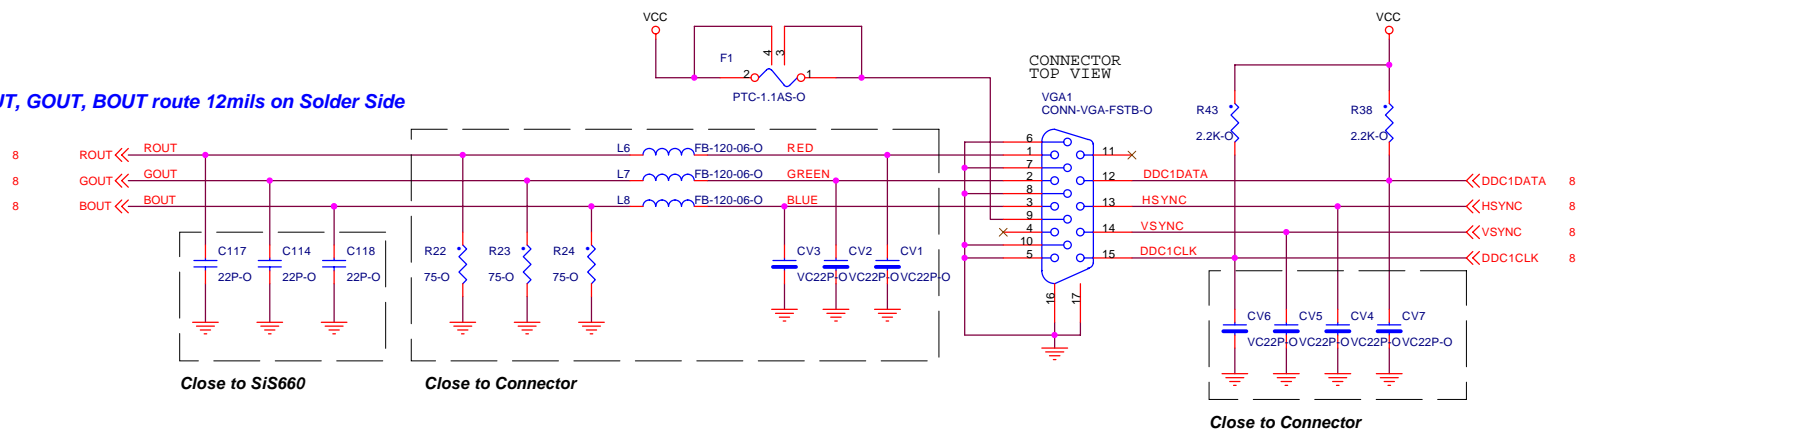 VCC
VCC
F1
4
3
2
1
PTC-1.1AS-O
CONNECTOR
TOP VIEW
VGA1
CONN-VGA-FSTB-O
UT, GOUT, BOUT route 12mils on Solder Side
R43
2.2K-O
R38
2.2K-O
8 ROUT ROUT L6 FB-120-06-O RED
8 GOUT GOUT L7 FB-120-06-O GREEN
8 BOUT BOUT L8 FB-120-06-O BLUE
6
1
7
2
8
3
9
4
10
5
11
12 DDC1DATA DDC1DATA 8
13 HSYNC HSYNC 8
14 VSYNC VSYNC 8
15 DDC1CLK DDC1CLK 8
16
17
C117
22P-O
C114
22P-O
C118
22P-O
R22
75-O
R23
75-O
R24
75-O
CV3
VC22P-O
CV2
VC22P-O
CV1
VC22P-O
CV6
VC22P-O
CV5
VC22P-O
CV4
VC22P-O
CV7
VC22P-O
Close to SiS660
Close to Connector
Close to Connector